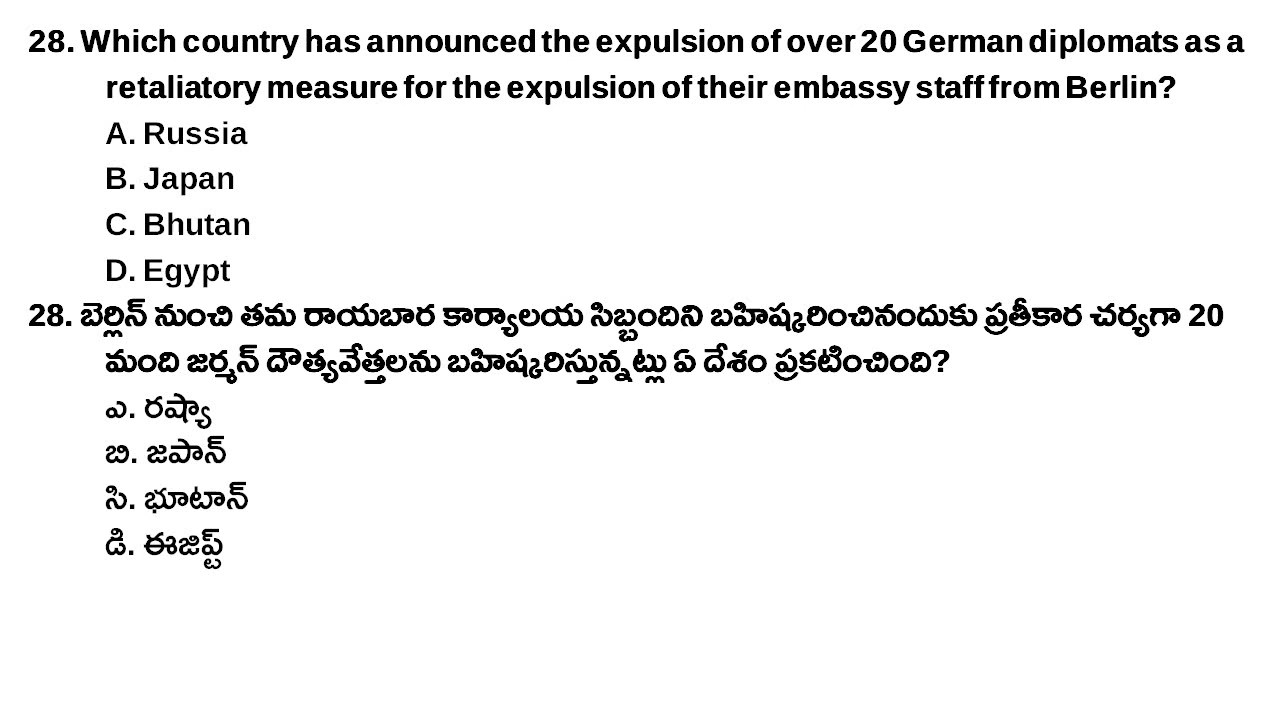 28. Which country has announced the expulsion of over 20 German diplomats as a
retaliatory measure for the expulsion of their embassy staff from Berlin?
A. Russia
B. Japan
C. Bhutan
D. Egypt
28. బెర్లిన్ నుంచి తమ రాయబార కార్యాలయ సిబ్బందిని బహిష్కరించినందుకు ప్రతీకార చర్యగా 20
మంది జర్మన్ దౌత్యవేత్తలను బహిష్కరిస్తున్నట్లు ఏ దేశం ప్రకటించింది?
ఎ. రష్యా
బి. జపాన్
సి. భూటాన్
డి. ఈజిప్ట్